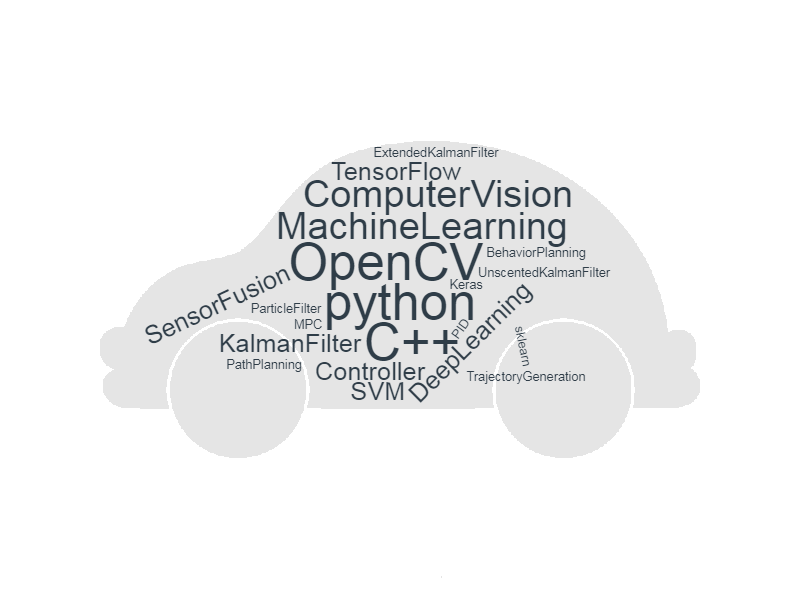 ExtendedKalmanFilter
TensorFlow
ComputerVision
MachineLearning
OpenCV
BehaviorPlanning
UnscentedKalmanFilter
Keras
SensorFusion
python
ParticleFilter
MPC
C++
PID
DeepLearning
sklearn
KalmanFilter
PathPlanning
Controller
TrajectoryGeneration
SVM